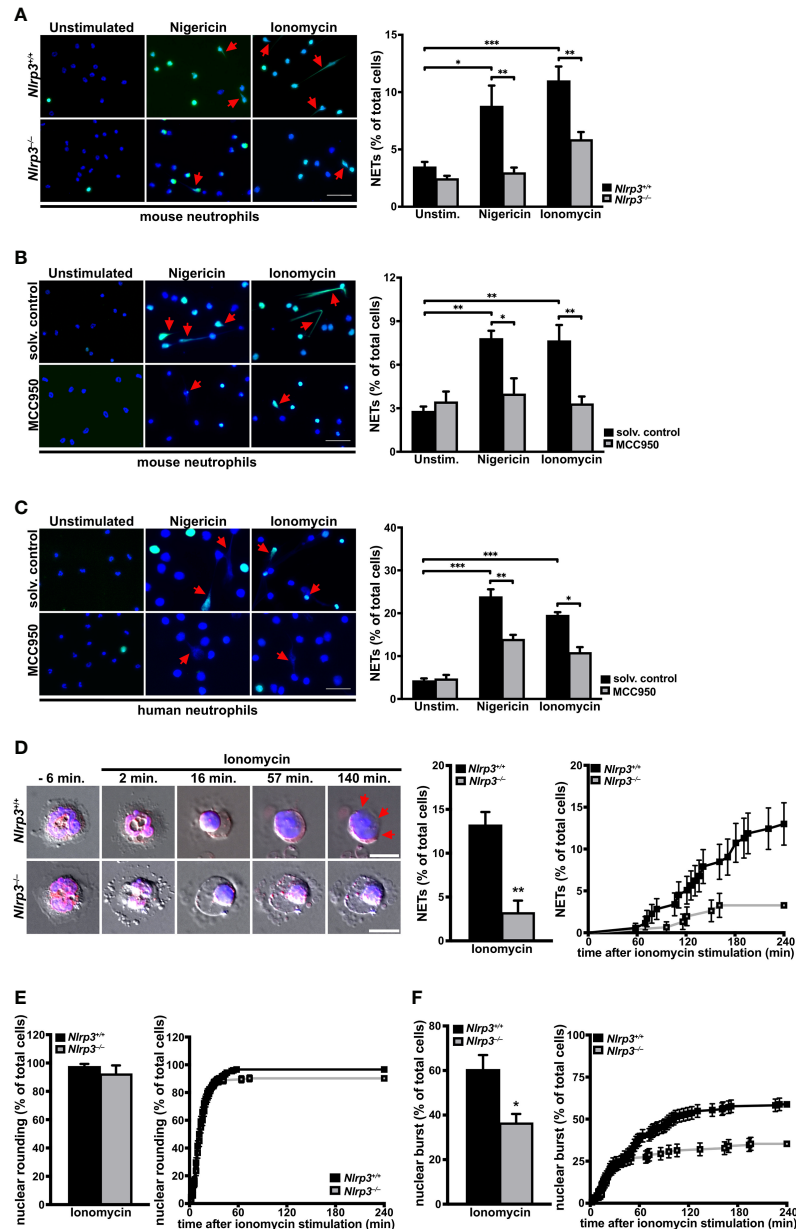 A
Unstimulated Nigericin Ionomycin
Nlrp3+/+
Nlrp3–/–
mouse neutrophils
NETs (% of total cells)
15
10
5
0
***
* ** **
Unstim. Nigericin Ionomycin
Nlrp3+/+
Nlrp3–/–
B
Unstimulated Nigericin Ionomycin
solv. control
MCC950
mouse neutrophils
NETs (% of total cells)
12
9
6
3
0
**
** * **
Unstim. Nigericin Ionomycin
solv. control
MCC950
C
Unstimulated Nigericin Ionomycin
solv. control
MCC950
human neutrophils
NETs (% of total cells)
40
30
20
10
0
***
*** ** *
Unstim. Nigericin Ionomycin
solv. control
MCC950
D
Ionomycin
- 6 min. 2 min. 16 min. 57 min. 140 min.
Nlrp3+/+
Nlrp3–/–
NETs (% of total cells)
20
15
10
5
0
Nlrp3+/+
Nlrp3–/–
**
Ionomycin
NETs (% of total cells)
20
15
10
5
0
Nlrp3+/+
Nlrp3–/–
0 60 120 180 240
time after ionomycin stimulation (min)
E
nuclear rounding (% of total cells)
120
100
80
60
40
20
0
Nlrp3+/+
Nlrp3–/–
Ionomycin
nuclear rounding (% of total cells)
120
100
80
60
40
20
0
Nlrp3+/+
Nlrp3–/–
0 60 120 180 240
time after ionomycin stimulation (min)
F
nuclear burst (% of total cells)
80
60
40
20
0
Nlrp3+/+
Nlrp3–/–
*
Ionomycin
nuclear burst (% of total cells)
100
75
50
25
0
Nlrp3+/+
Nlrp3–/–
0 60 120 180 240
time after ionomycin stimulation (min)